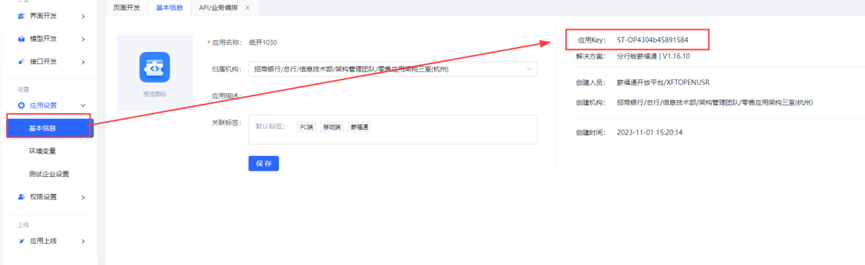 界面开发
模型开发
接口开发
设置
应用设置
基本信息
环境变量
测试企业设置
权限设置
上线
应用上线
页面开发
基本信息
API/业务编排
* 应用名称: 低开1030
归属机构: 招商银行/总行/信息技术部/架构管理团队/零售应用架构三室(杭州)
应用描述:
关联标签: 默认标签: PC端 移动端 薪福通
保 存
应用Key: ST-OP4304b45891584
解决方案: 分行版薪福通 | V1.16.10
创建人员: 薪福通开放平台/XFTOPENUSR
创建机构: 招商银行/总行/信息技术部/架构管理团队/零售应用架构三室(杭州)
创建时间: 2023-11-01 15:20:14